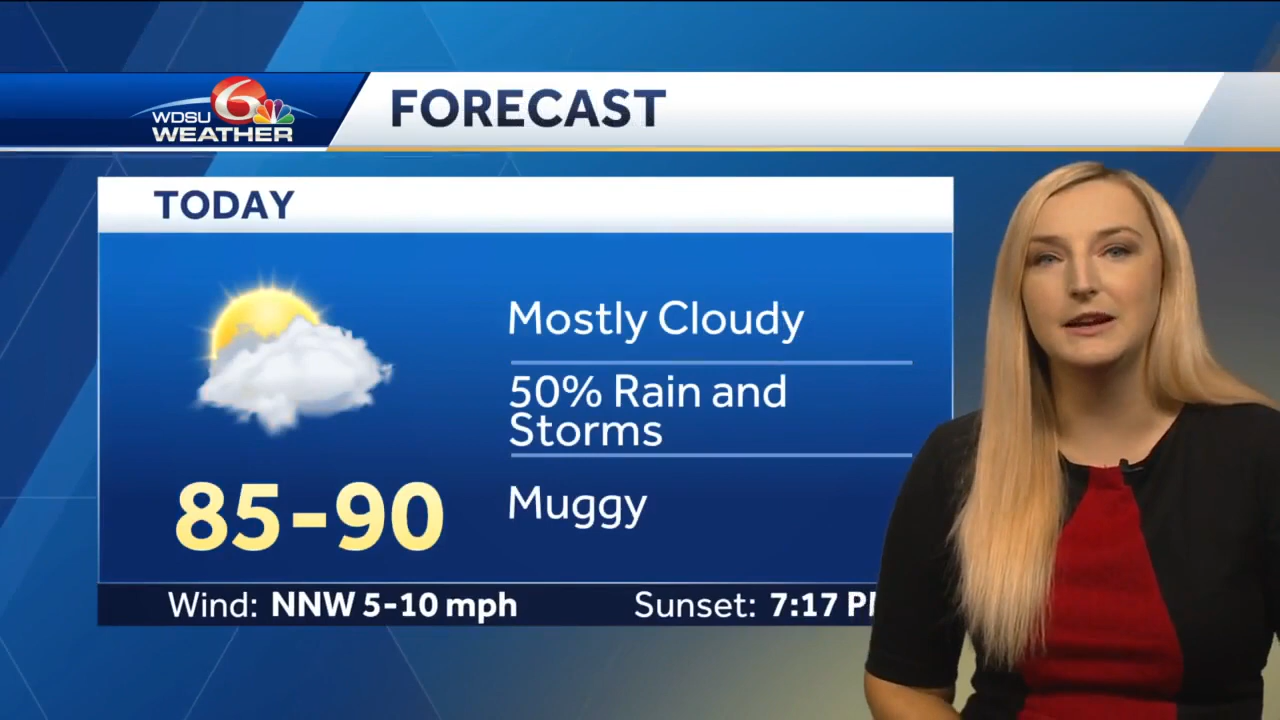 WDSU 6
WEATHER
FORECAST
TODAY
Mostly Cloudy
50% Rain and
Storms
85-90
Muggy
Wind: NNW 5-10 mph
Sunset: 7:17